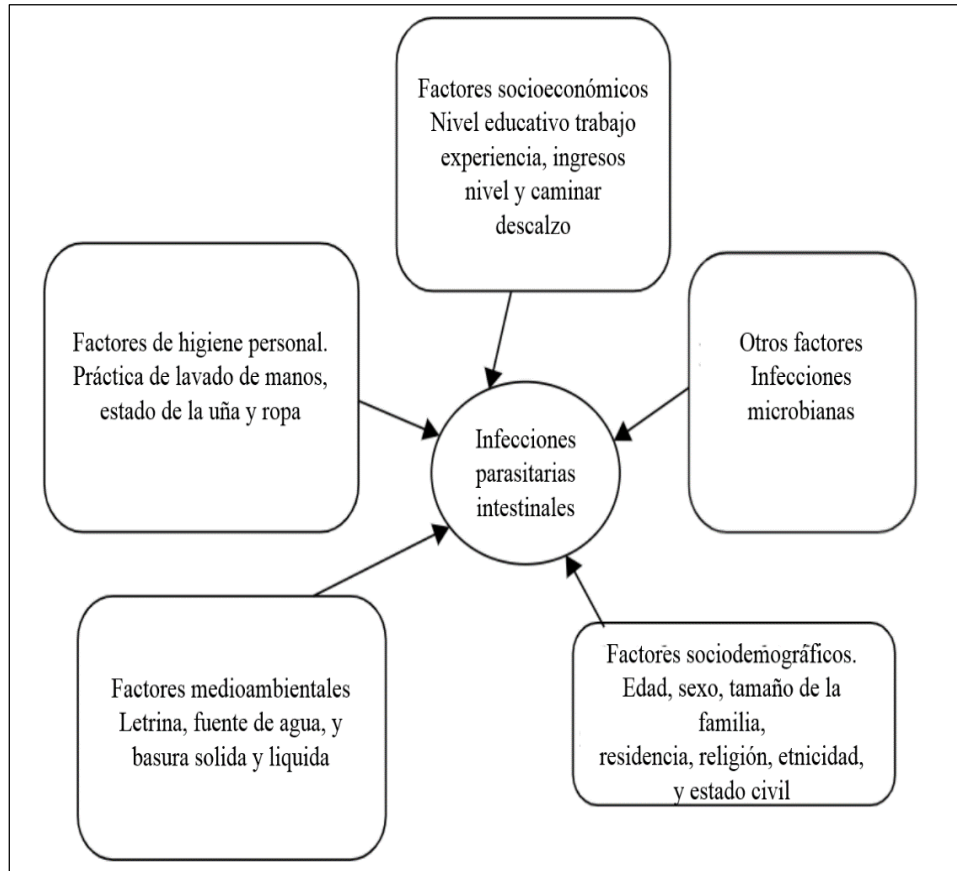 Factores socioeconómicos
Nivel educativo trabajo
experiencia, ingresos
nivel y caminar
descalzo
Factores de higiene personal.
Práctica de lavado de manos,
estado de la uña y ropa
Otros factores
Infecciones
microbianas
Infecciones
parasitarias
intestinales
Factores medioambientales
Letrina, fuente de agua, y
basura solida y liquida
Factores sociodemográficos.
Edad, sexo, tamaño de la
familia,
residencia, religión, etnicidad,
y estado civil